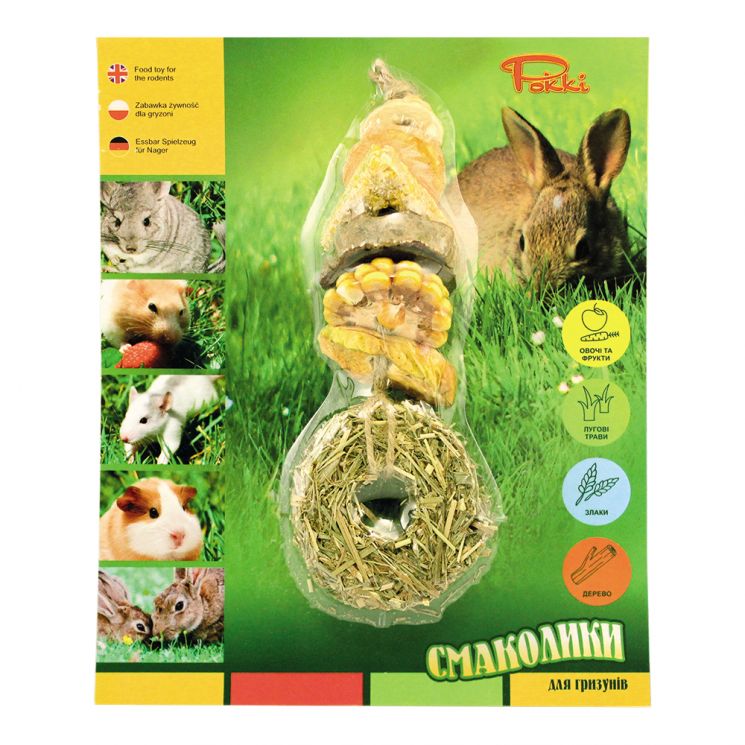 Food toy for
the rodents
Zabawka żywność
dla gryzoni
Essbar Spielzeug
für Nager
Pokki
ОВОЧІ ТА
ФРУКТИ
ЛУГОВІ
ТРАВИ
ЗЛАКИ
ДЕРЕВО
СМАКОЛИКИ
для гризунів